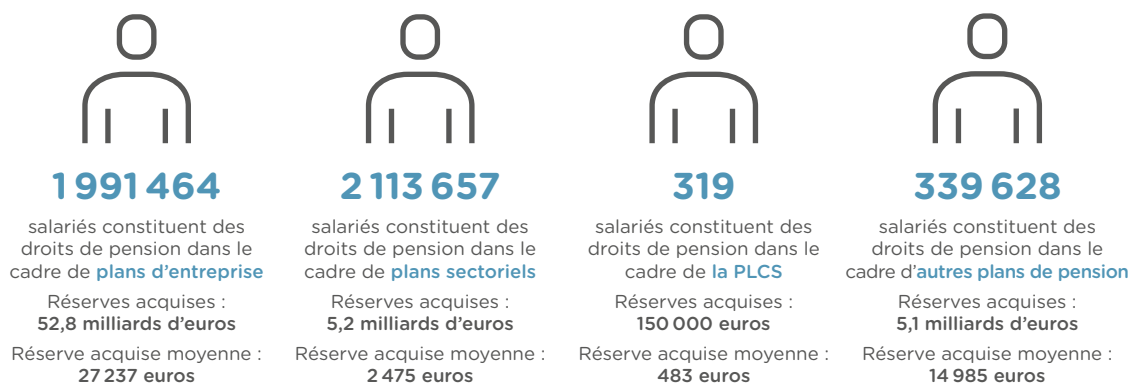 1 991 464
salariés constituent des
droits de pension dans le
cadre de plans d'entreprise
Réserves acquises :
52,8 milliards d'euros
Réserve acquise moyenne :
27 237 euros
2 113 657
salariés constituent des
droits de pension dans le
cadre de plans sectoriels
Réserves acquises :
5,2 milliards d'euros
Réserve acquise moyenne :
2 475 euros
319
salariés constituent des
droits de pension dans le
cadre de la PLCS
Réserves acquises :
150 000 euros
Réserve acquise moyenne :
483 euros
339 628
salariés constituent des
droits de pension dans le
cadre d'autres plans de pension
Réserves acquises :
5,1 milliards d'euros
Réserve acquise moyenne :
14 985 euros